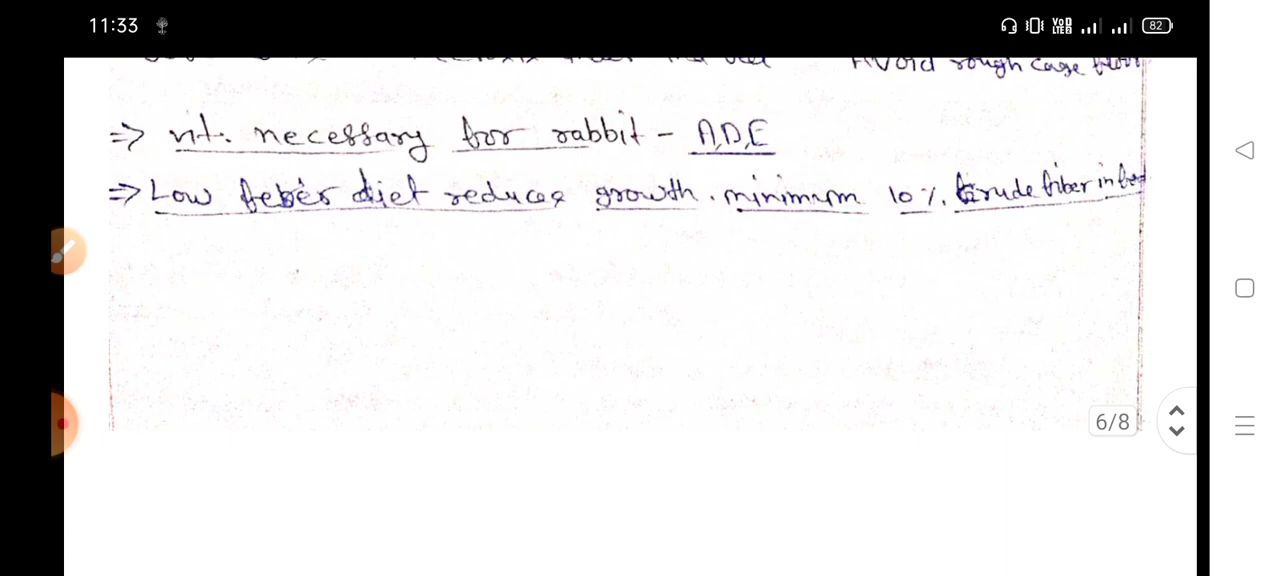 11:33 82
Avoid rough cage floor
=> vit. necessary for rabbit - A,D,E
=> Low feber diet reduces growth. minimum 10%. Crude fiber in feed
6/8